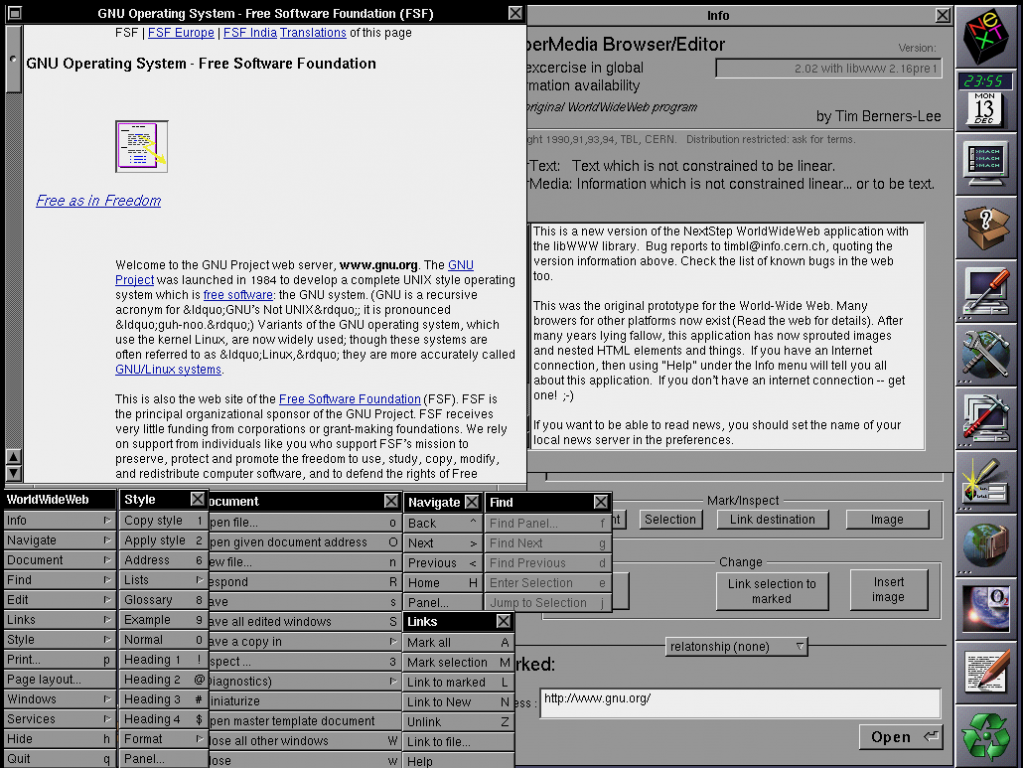 GNU Operating System - Free Software Foundation (FSF)
FSF | FSF Europe | FSF India Translations of this page
GNU Operating System - Free Software Foundation
Free as in Freedom
Welcome to the GNU Project web server, www.gnu.org. The GNU
Project was launched in 1984 to develop a complete UNIX style operating
system which is free software: the GNU system. (GNU is a recursive
acronym for &ldquo;GNU's Not UNIX&rdquo;; it is pronounced
&ldquo;guh-noo.&rdquo;) Variants of the GNU operating system, which
use the kernel Linux, are now widely used; though these systems are
often referred to as &ldquo;Linux,&rdquo; they are more accurately called
GNU/Linux systems.
This is also the web site of the Free Software Foundation (FSF). FSF is
the principal organizational sponsor of the GNU Project. FSF receives
very little funding from corporations or grant-making foundations. We rely
on support from individuals like you who support FSF's mission to
preserve, protect and promote the freedom to use, study, copy, modify,
and redistribute computer software, and to defend the rights of Free
Info
perMedia Browser/Editor
Version:
excercise in global
2.02 with libwww 2.16pre1
rmation availability
original WorldWideWeb program
by Tim Berners-Lee
ght 1990,91,93,94, TBL, CERN. Distribution restricted: ask for terms.
rText: Text which is not constrained to be linear.
rMedia: Information which is not constrained linear... or to be text.
This is a new version of the NextStep WorldWideWeb application with
the libWWW library. Bug reports to timbl@info.cern.ch, quoting the
version information above. Check the list of known bugs in the web
too.
This was the original prototype for the World-Wide Web. Many
browsers for other platforms now exist (Read the web for details). After
many years lying fallow, this application has now sprouted images
and nested HTML elements and things. If you have an Internet
connection, then using "Help" under the Info menu will tell you all
about this application. If you don't have an internet connection -- get
one! ;-)
If you want to be able to read news, you should set the name of your
local news server in the preferences.
NeXT
23:55
MON
13
DEC
MACH
MACH
?
O2
WorldWideWeb
Info
Navigate
Document
Find
Edit
Links
Style
Print... p
Page layout...
Windows
Services
Hide h
Quit q
Style
Copy style 1
Apply style 2
Address 6
Lists
Glossary 8
Example 9
Normal 0
Heading 1 !
Heading 2 @
Heading 3 #
Heading 4 $
Format
Panel...
ocument
pen file... o
pen given document address O
ew file... n
espond R
ave s
ave all edited windows S
ave a copy in
spect ... 3
Diagnostics)
iniaturize
pen master template document
lose all other windows W
lose w
Navigate
Back ^
Next >
Previous <
Home H
Panel...
Find
Find Panel... f
Find Next g
Find Previous d
Enter Selection e
Jump to Selection j
Links
Mark all A
Mark selection M
Link to marked L
Link to New N
Unlink Z
Link to file...
Help
Mark/Inspect
nt
Selection
Link destination
Image
Change
Link selection to
marked
Insert
image
relatonship (none)
rked:
ess :
http://www.gnu.org/
Open